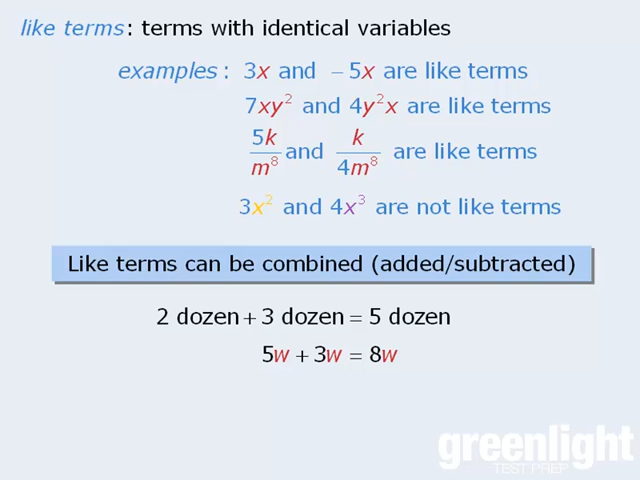 like terms: terms with identical variables
examples: 3x and −5x are like terms
7xy² and 4y²x are like terms
5k/m⁸ and k/4m⁸ are like terms
3x² and 4x³ are not like terms
Like terms can be combined (added/subtracted)
2 dozen + 3 dozen = 5 dozen
5w + 3w = 8w
greenlight
TEST PREP